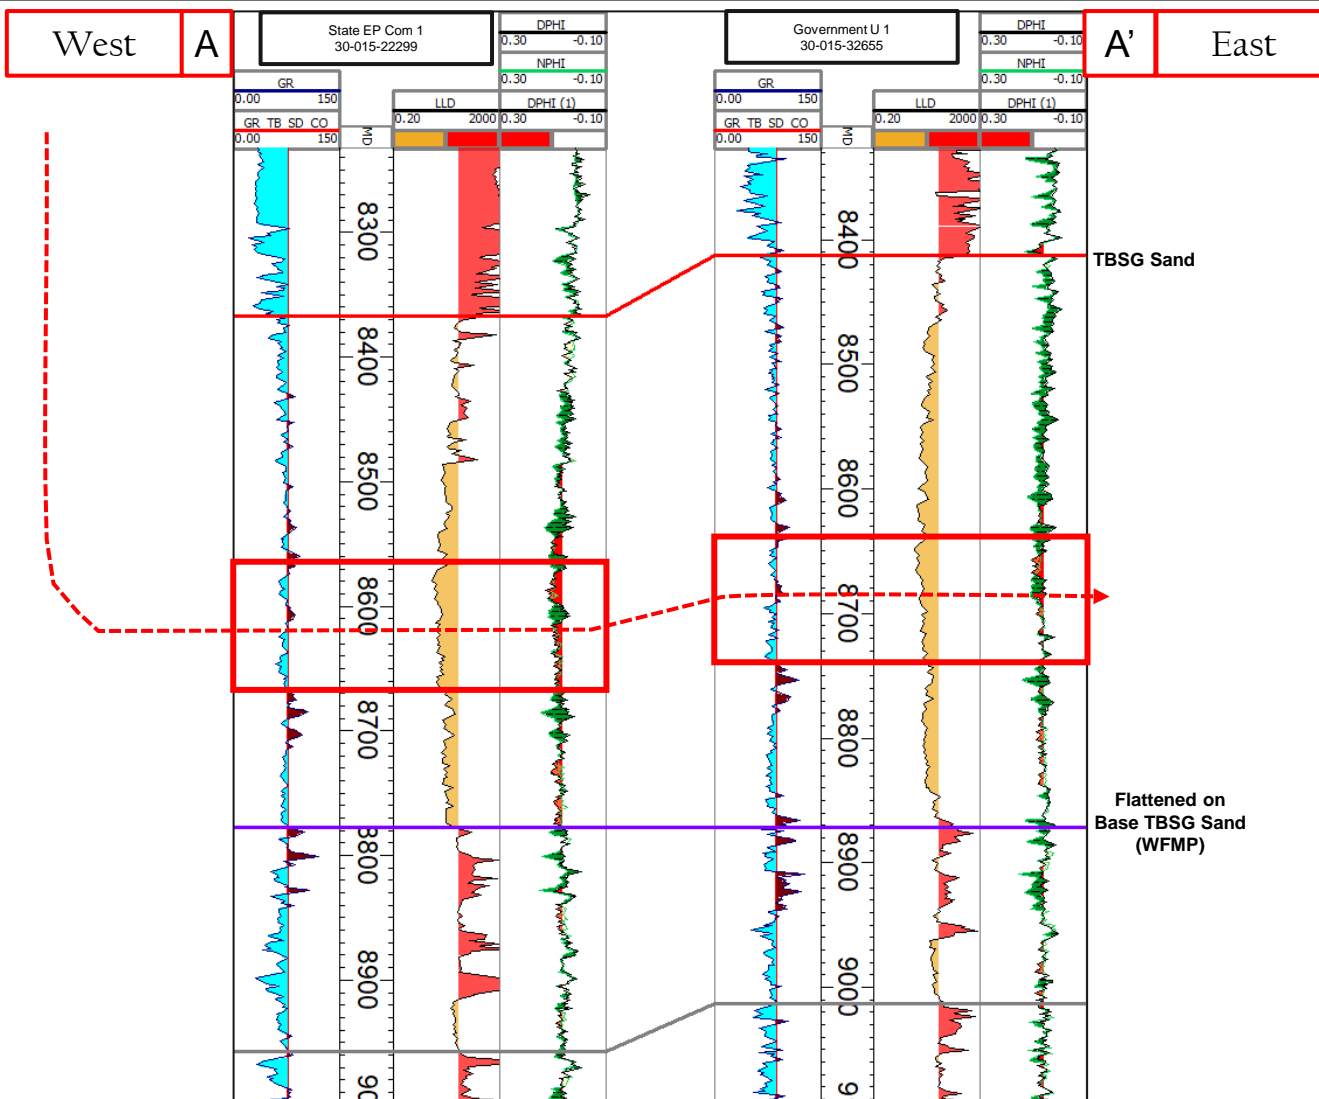 West
A
State EP Com 1
30-015-22299
DPHI
0.30 -0.10
NPHI
0.30 -0.10
GR
0.00 150
LLD
0.20 2000
DPHI (1)
0.30 -0.10
GR TB SD CO
0.00 150
MD
Government U 1
30-015-32655
DPHI
0.30 -0.10
NPHI
0.30 -0.10
GR
0.00 150
LLD
0.20 2000
DPHI (1)
0.30 -0.10
GR TB SD CO
0.00 150
MD
A'
East
8300
8400
8500
8600
8700
8800
8900
90
8400
8500
8600
8700
8800
8900
9000
9
TBSG Sand
Flattened on
Base TBSG Sand
(WFMP)